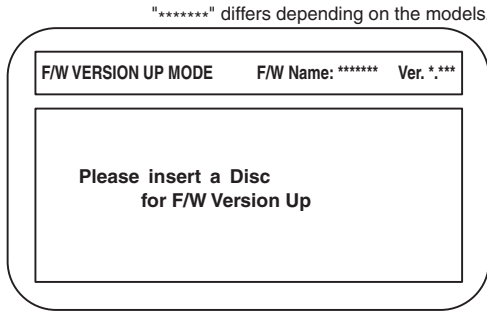 "*******" differs depending on the models
F/W VERSION UP MODE F/W Name: ******* Ver. *.***
Please insert a Disc
for F/W Version Up